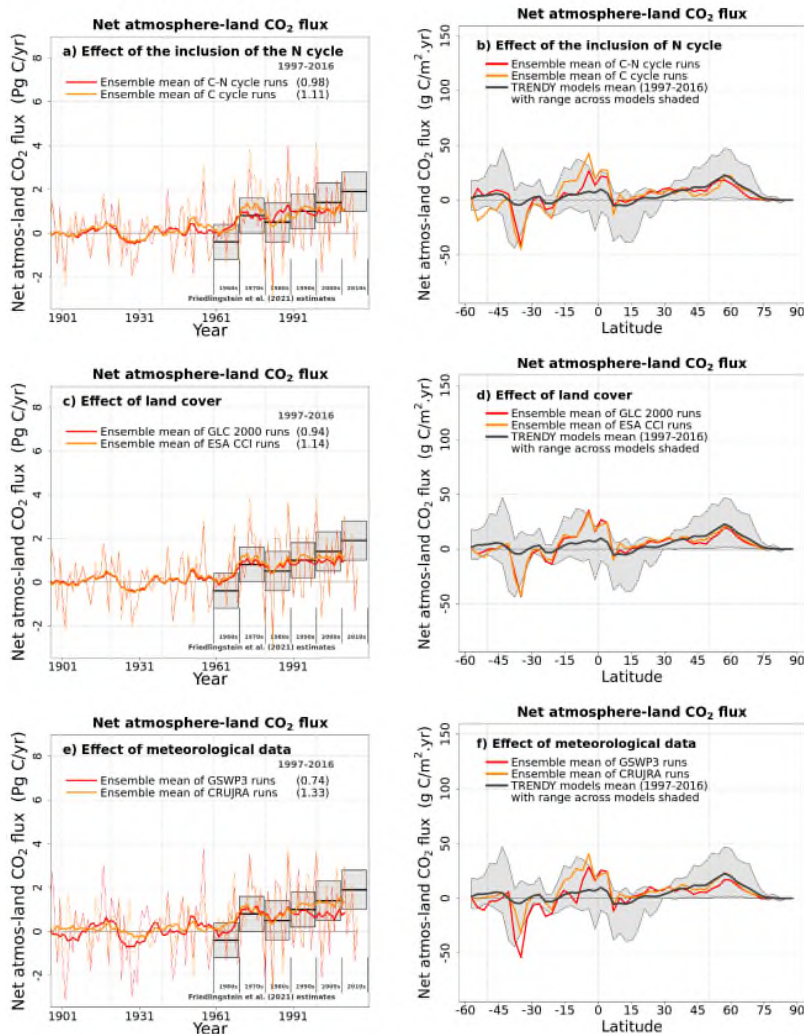 Net atmosphere-land CO₂ flux
Net atmos-land CO₂ flux (Pg C/yr)
8
6
4
2
0
-2
a) Effect of the inclusion of the N cycle
1997-2016
Ensemble mean of C-N cycle runs (0.98)
Ensemble mean of C cycle runs (1.11)
1960s 1970s 1980s 1990s 2000s 2010s
Friedlingstein et al. (2021) estimates
1901 1931 1961 1991
Year
Net atmosphere-land CO₂ flux
Net atmos-land CO₂ flux (g C/m².yr)
150
100
50
0
-50
b) Effect of the inclusion of N cycle
Ensemble mean of C-N cycle runs
Ensemble mean of C cycle runs
TRENDY models mean (1997-2016)
with range across models shaded
-60 -45 -30 -15 0 15 30 45 60 75 90
Latitude
Net atmosphere-land CO₂ flux
Net atmos-land CO₂ flux (Pg C/yr)
8
6
4
2
0
-2
c) Effect of land cover
1997-2016
Ensemble mean of GLC 2000 runs (0.94)
Ensemble mean of ESA CCI runs (1.14)
1960s 1970s 1980s 1990s 2000s 2010s
Friedlingstein et al. (2021) estimates
1901 1931 1961 1991
Year
Net atmosphere-land CO₂ flux
Net atmos-land CO₂ flux (g C/m².yr)
150
100
50
0
-50
d) Effect of land cover
Ensemble mean of GLC 2000 runs
Ensemble mean of ESA CCI runs
TRENDY models mean (1997-2016)
with range across models shaded
-60 -45 -30 -15 0 15 30 45 60 75 90
Latitude
Net atmosphere-land CO₂ flux
Net atmos-land CO₂ flux (Pg C/yr)
8
6
4
2
0
-2
e) Effect of meteorological data
1997-2016
Ensemble mean of GSWP3 runs (0.74)
Ensemble mean of CRUJRA runs (1.33)
1960s 1970s 1980s 1990s 2000s 2010s
Friedlingstein et al. (2021) estimates
1901 1931 1961 1991
Year
Net atmosphere-land CO₂ flux
Net atmos-land CO₂ flux (g C/m².yr)
150
100
50
0
-50
f) Effect of meteorological data
Ensemble mean of GSWP3 runs
Ensemble mean of CRUJRA runs
TRENDY models mean (1997-2016)
with range across models shaded
-60 -45 -30 -15 0 15 30 45 60 75 90
Latitude